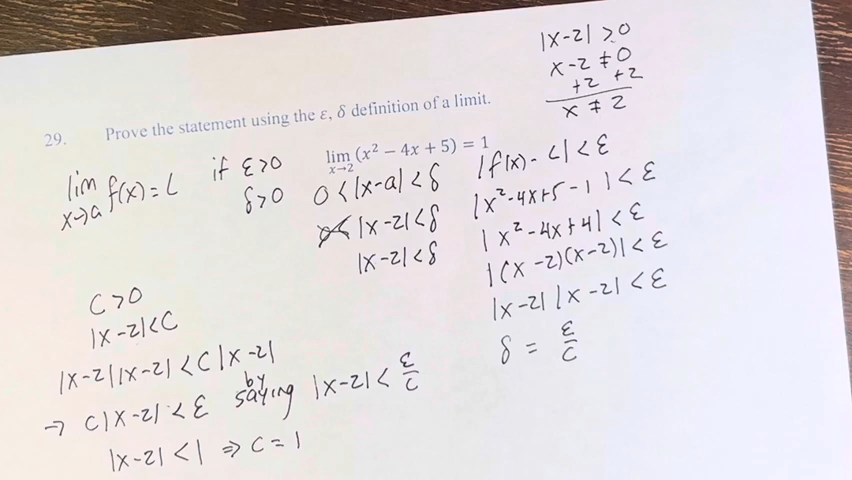 |x-2| > 0
x-2 ≠ 0
+2 +2
x ≠ 2
29. Prove the statement using the ε, δ definition of a limit.
lim x→2 (x² − 4x + 5) = 1
lim x→a f(x) = L
if ε>0
δ>0
0 < |x-a| < δ
0< |x-2| < δ
|x-2| < δ
|f(x) - L| < ε
|x²-4x+5-1| < ε
|x²-4x+4| < ε
|(x-2)(x-2)| < ε
|x-2| |x-2| < ε
δ = ε/c
C > 0
|x-2| < C
|x-2||x-2| < C|x-2|
→ C|x-2| < ε by saying |x-2| < ε/c
|x-2| < 1 ⇒ C = 1